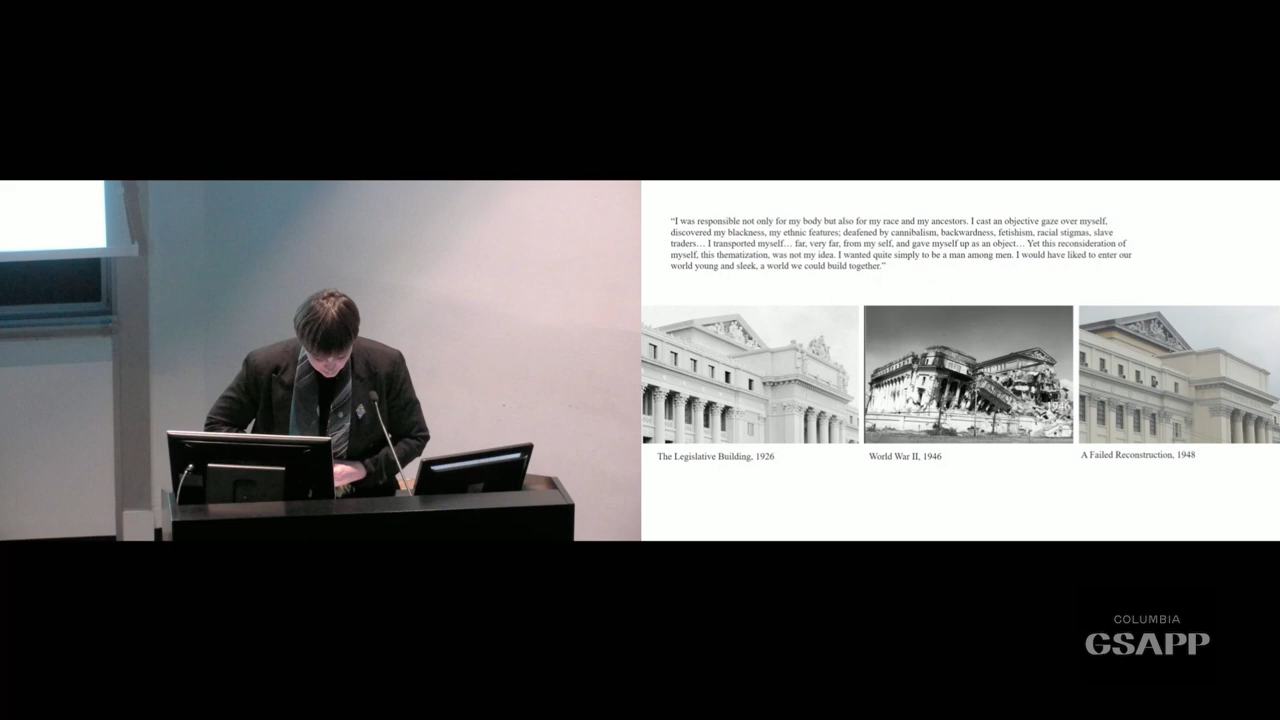 “I was responsible not only for my body but also for my race and my ancestors. I cast an objective gaze over myself,
discovered my blackness, my ethnic features; deafened by cannibalism, backwardness, fetishism, racial stigmas, slave
traders… I transported myself… far, very far, from my self, and gave myself up as an object… Yet this reconsideration of
myself, this thematization, was not my idea. I wanted quite simply to be a man among men. I would have liked to enter our
world young and sleek, a world we could build together.”
The Legislative Building, 1926
World War II, 1946
A Failed Reconstruction, 1948
COLUMBIA
GSAPP